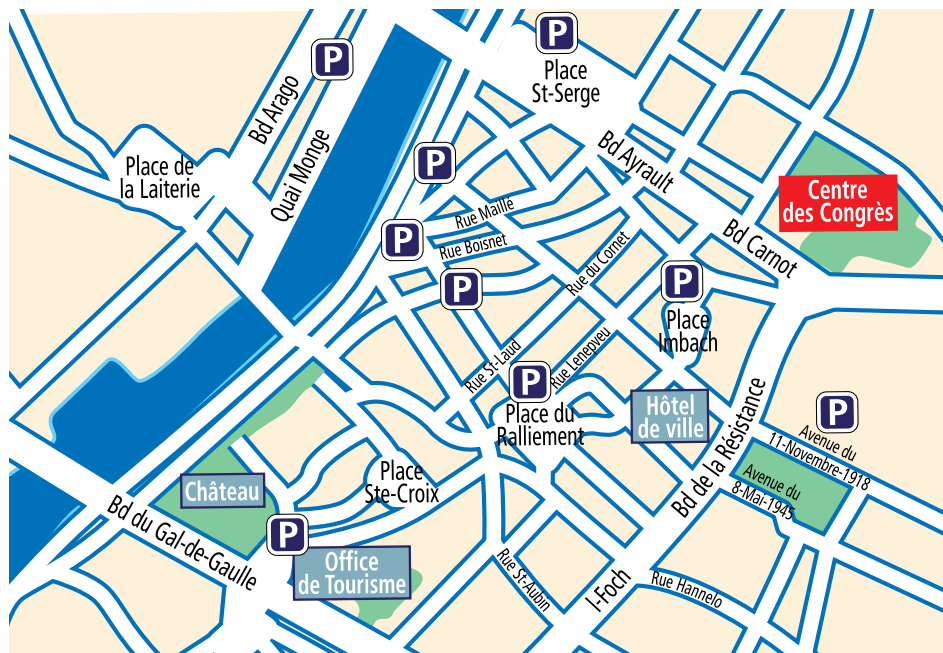 P
P
Place
St-Serge
Bd Arago
Quai Monge
Place de
la Laiterie
P
Bd Ayrault
Centre
des Congrès
Rue Maillé
P
Rue Boisnet
Rue du Cornet
Bd Carnot
P
P
Place
Imbach
Rue St-Laud
Rue Lenepveu
P
Place du
Ralliement
Hôtel
de ville
Bd de la Résistance
P
Avenue du
11-Novembre-1918
Avenue du
8-Mai-1945
Place
Ste-Croix
Château
Bd du Gal-de-Gaulle
P
Office
de Tourisme
Rue St-Aubin
I-Foch
Rue Hannelo